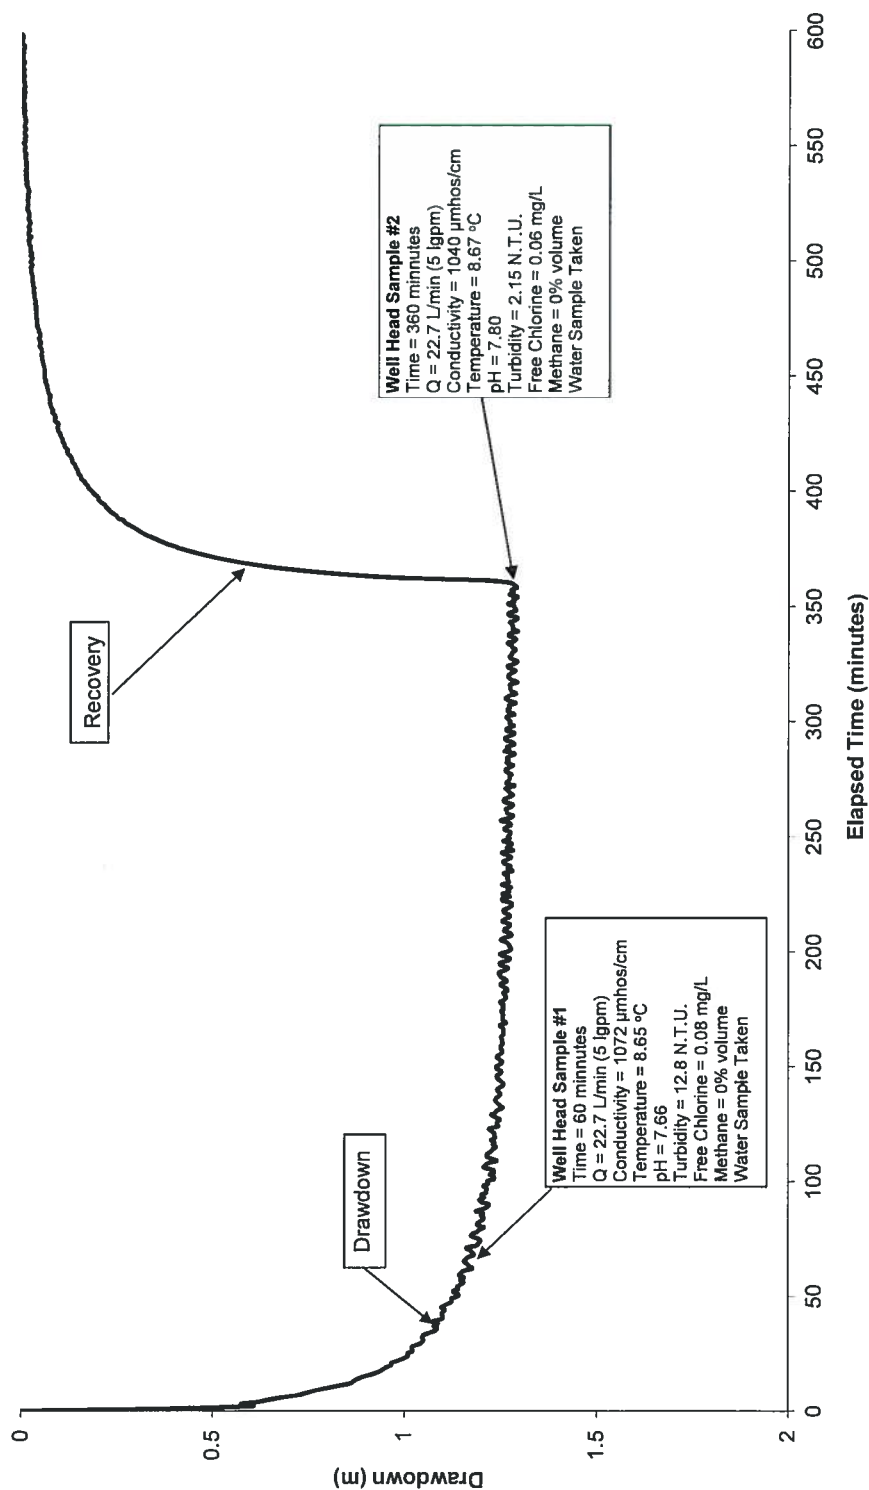 Drawdown (m)
0
0.5
1
1.5
2
Recovery
Drawdown
Well Head Sample #1
Time = 60 minnutes
Q = 22.7 L/min (5 Igpm)
Conductivity = 1072 µmhos/cm
Temperature = 8.65 ºC
pH = 7.66
Turbidity = 12.8 N.T.U.
Free Chlorine = 0.08 mg/L
Methane = 0% volume
Water Sample Taken
Well Head Sample #2
Time = 360 minnutes
Q = 22.7 L/min (5 Igpm)
Conductivity = 1040 µmhos/cm
Temperature = 8.67 ºC
pH = 7.80
Turbidity = 2.15 N.T.U.
Free Chlorine = 0.06 mg/L
Methane = 0% volume
Water Sample Taken
0 50 100 150 200 250 300 350 400 450 500 550 600
Elapsed Time (minutes)